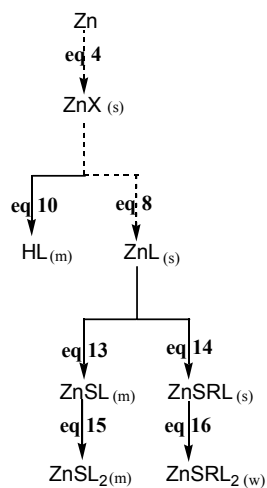 Zn
eq 4
ZnX (s)
eq 10
eq 8
HL (m)
ZnL (s)
eq 13
eq 14
ZnSL (m)
ZnSRL (s)
eq 15
eq 16
ZnSL₂ (m)
ZnSRL₂ (w)